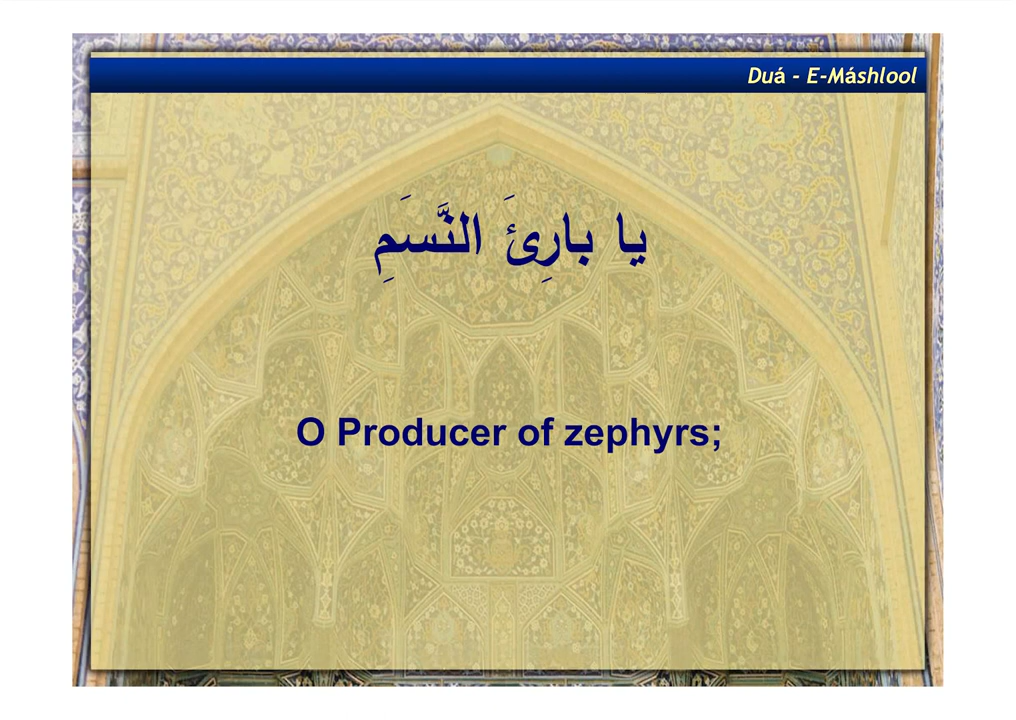 Duá - E-Máshlool
يا بارِئَ النَّسَمِ
O Producer of zephyrs;